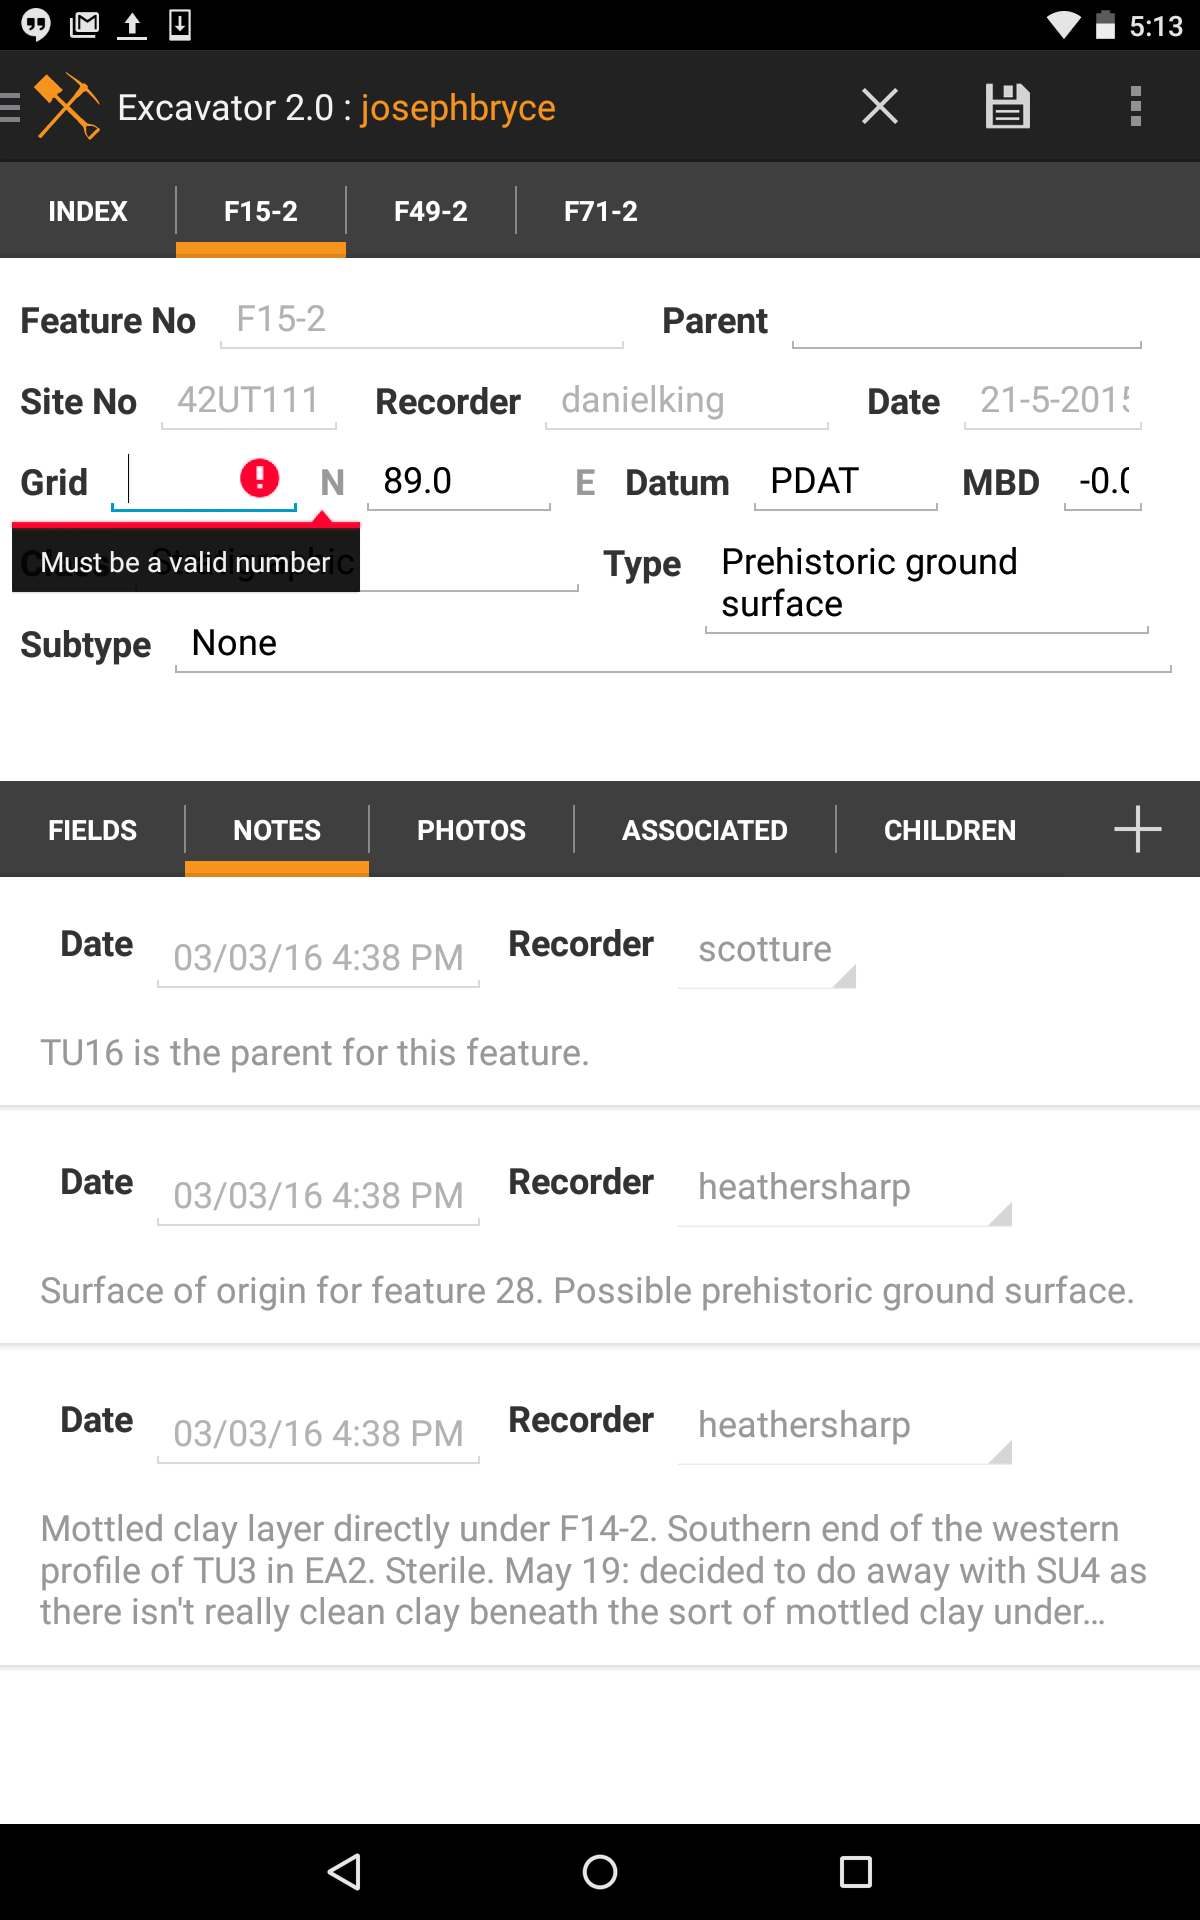 5:13
Excavator 2.0 : josephbryce
INDEX F15-2 F49-2 F71-2
Feature No F15-2 Parent
Site No 42UT111 Recorder danielking Date 21-5-2015
Grid N 89.0 E Datum PDAT MBD -0.0
Must be a valid number
Class Stratigraphic Type Prehistoric ground
surface
Subtype None
FIELDS NOTES PHOTOS ASSOCIATED CHILDREN
Date 03/03/16 4:38 PM Recorder scotture
TU16 is the parent for this feature.
Date 03/03/16 4:38 PM Recorder heathersharp
Surface of origin for feature 28. Possible prehistoric ground surface.
Date 03/03/16 4:38 PM Recorder heathersharp
Mottled clay layer directly under F14-2. Southern end of the western
profile of TU3 in EA2. Sterile. May 19: decided to do away with SU4 as
there isn't really clean clay beneath the sort of mottled clay under...